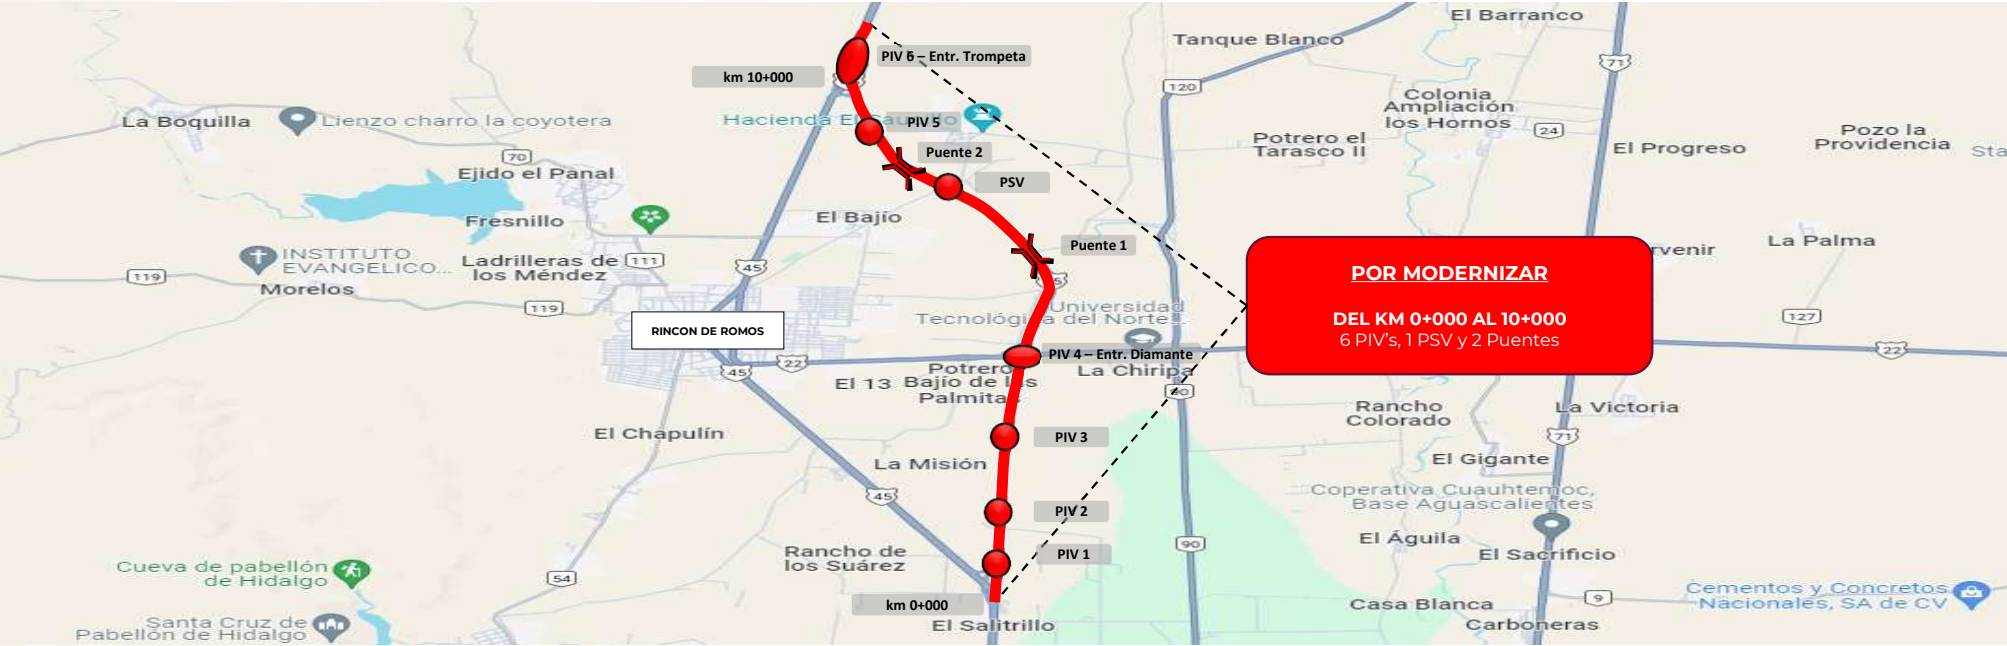 El Barranco
Tanque Blanco
PIV 6 – Entr. Trompeta
71
km 10+000
120
Colonia
Ampliación
los Hornos
La Boquilla
Lienzo charro la coyotera
Hacienda El Saucillo
PIV 5
24
Potrero el
Tarasco II
Pozo la
Providencia
El Progreso
Sta
70
Puente 2
Ejido el Panal
PSV
Fresnillo
El Bajío
Puente 1
La Palma
INSTITUTO
EVANGELICO...
Ladrilleras de
los Méndez
111
119
45
Morelos
119
45
rvenir
POR MODERNIZAR
DEL KM 0+000 AL 10+000
6 PIV's, 1 PSV y 2 Puentes
Universidad
Tecnológica del Norte...
127
RINCON DE ROMOS
22
PIV 4 – Entr. Diamante
22
45
El 13
Potrero
Bajío de las
Palmitas
La Chiripa
90
Rancho
Colorado
La Victoria
71
El Chapulín
PIV 3
La Misión
El Gigante
45
Coperativa Cuauhtemoc,
Base Aguascalientes
PIV 2
El Águila
90
El Sacrificio
Rancho de
los Suárez
PIV 1
Cueva de pabellón
de Hidalgo
54
km 0+000
9
Casa Blanca
Cementos y Concretos
Nacionales, SA de CV
El Salitrillo
Carboneras
Santa Cruz de
Pabellón de Hidalgo